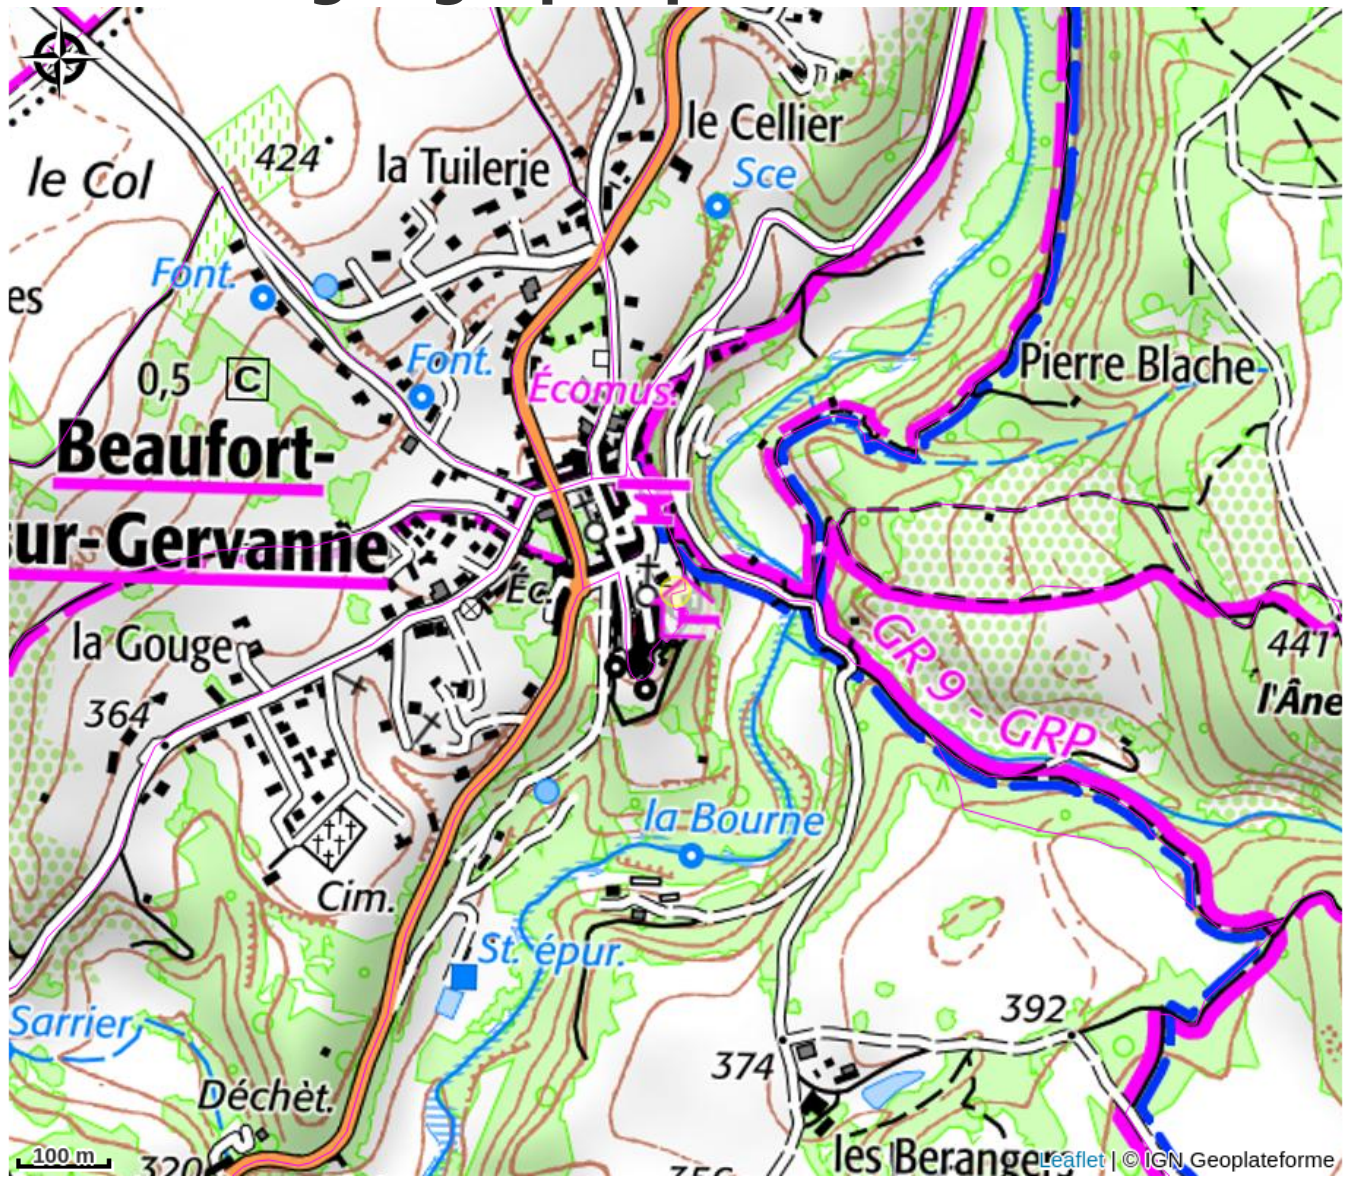 le Cellier
Sce
la Tuilerie
424
le Col
Font.
es
Font.
0,5
C
Écomus.
Pierre Blache
Beaufort-
ur-Gervanne
Éc.
la Gouge
364
441
l'Âne
GR 9 - GRP
la Bourne
Cim.
St. épur.
392
Sarrier
374
Déchèt.
320
100 m
les Berangers
Leaflet | © IGN Geoplateforme